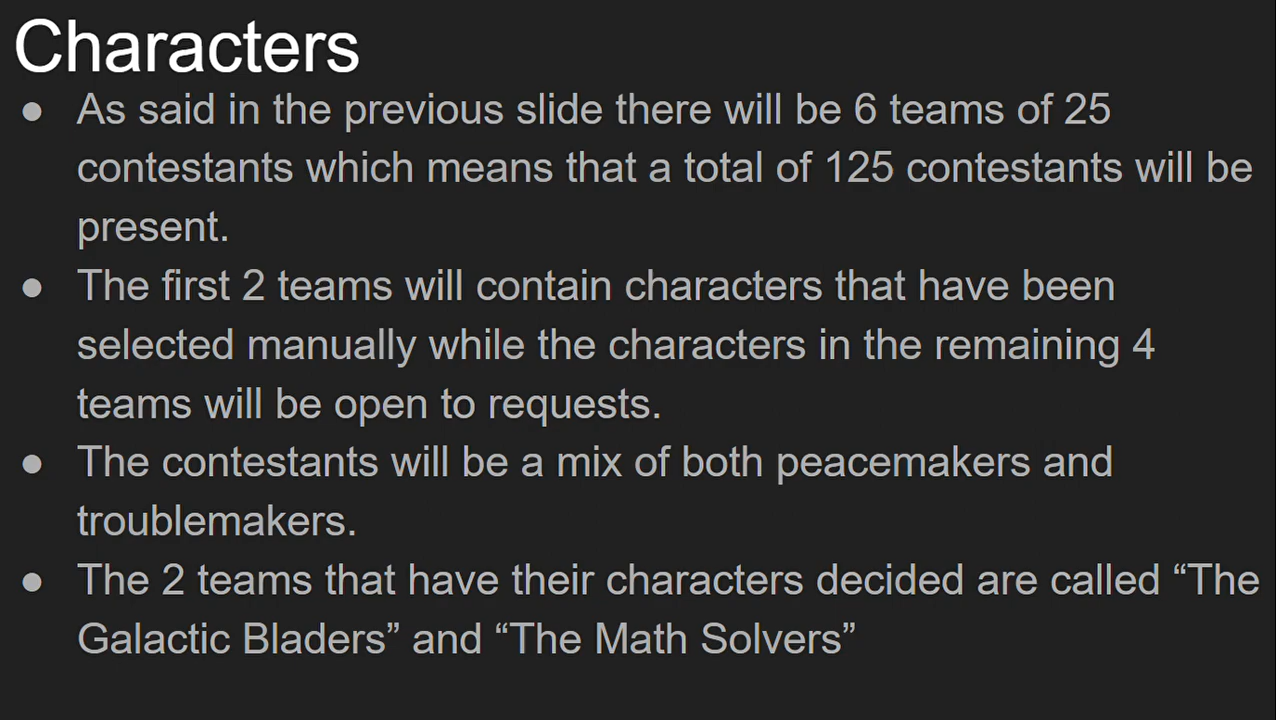 Characters
● As said in the previous slide there will be 6 teams of 25
contestants which means that a total of 125 contestants will be
present.
● The first 2 teams will contain characters that have been
selected manually while the characters in the remaining 4
teams will be open to requests.
● The contestants will be a mix of both peacemakers and
troublemakers.
● The 2 teams that have their characters decided are called “The
Galactic Bladers” and “The Math Solvers”